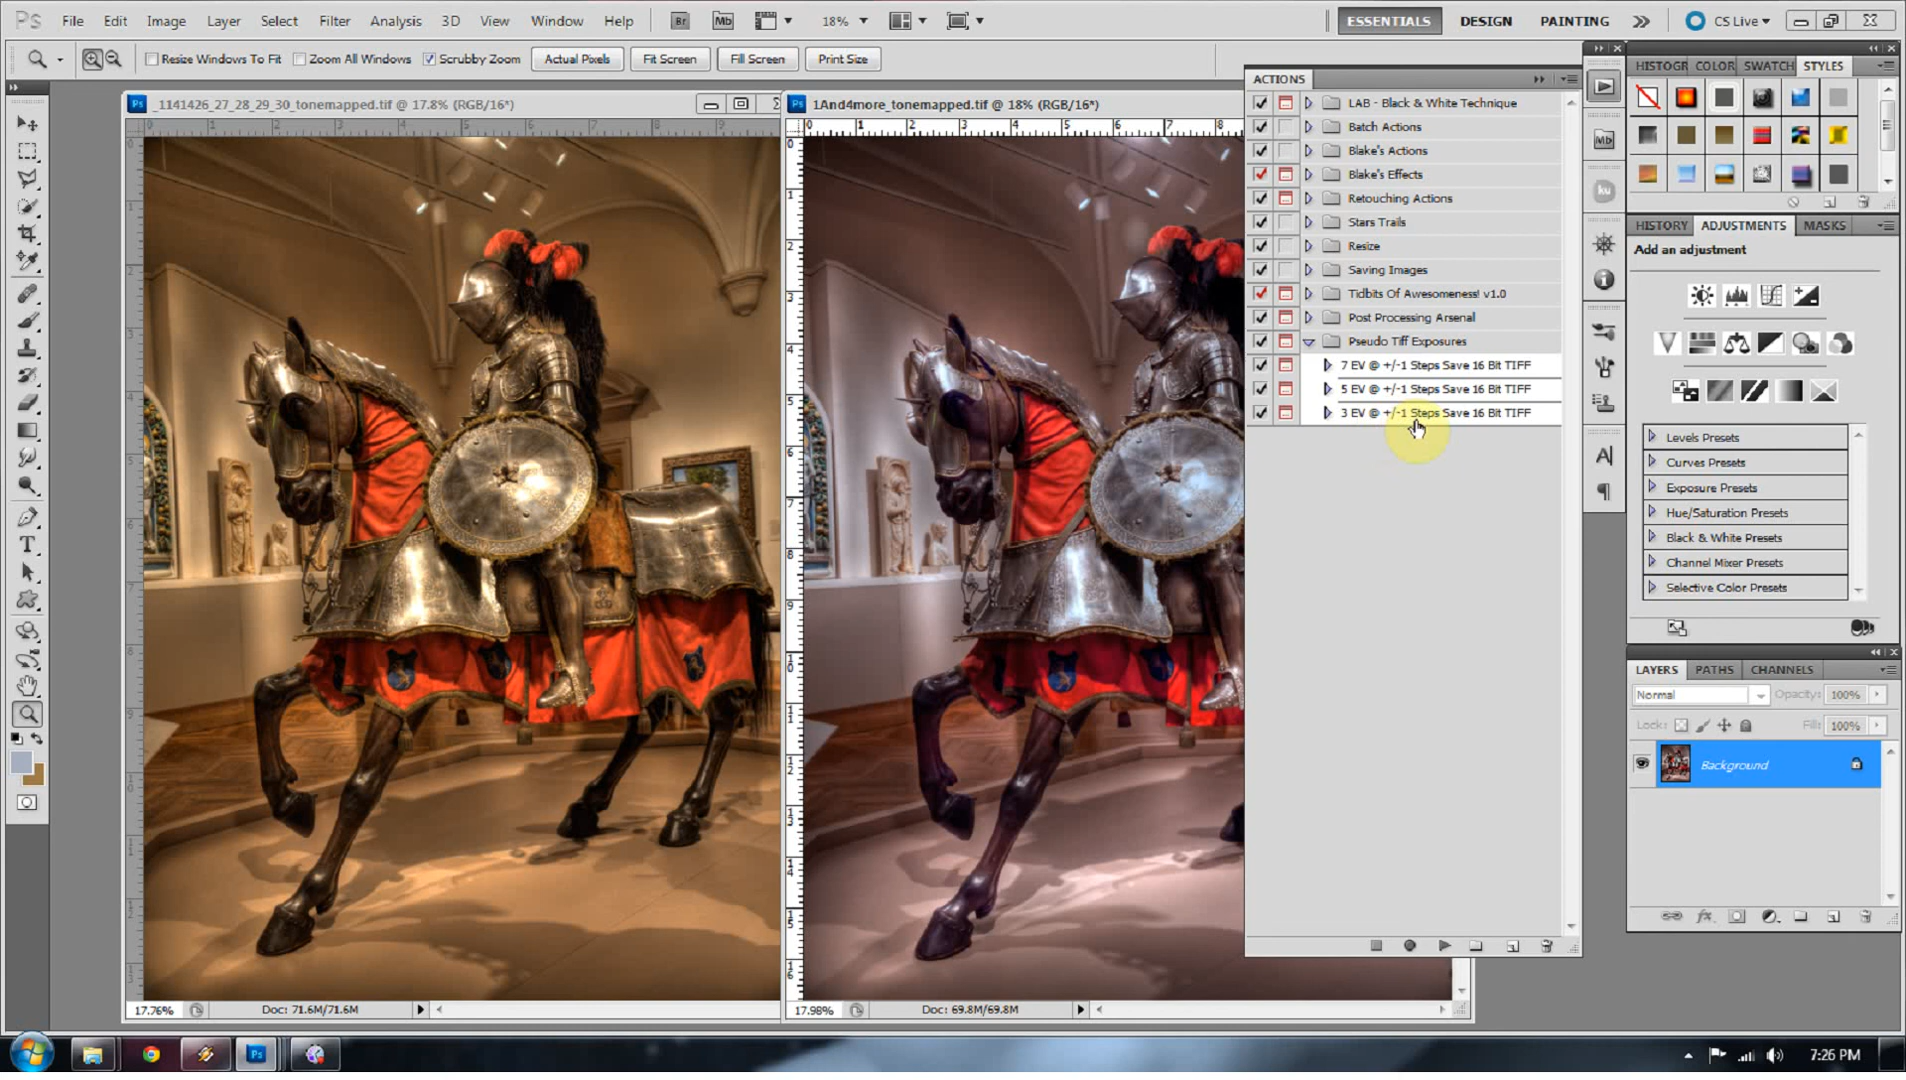 Ps File Edit Image Layer Select Filter Analysis 3D View Window Help Br Mb 18% ESSENTIALS DESIGN PAINTING CS Live
Resize Windows To Fit Zoom All Windows Scrubby Zoom Actual Pixels Fit Screen Fill Screen Print Size
_1141426_27_28_29_30_tonemapped.tif @ 17.8% (RGB/16*)
1And4more_tonemapped.tif @ 18% (RGB/16*)
ACTIONS
LAB - Black & White Technique
Batch Actions
Blake's Actions
Blake's Effects
Retouching Actions
Stars Trails
Resize
Saving Images
Tidbits Of Awesomeness! v1.0
Post Processing Arsenal
Pseudo Tiff Exposures
7 EV @ +/-1 Steps Save 16 Bit TIFF
5 EV @ +/-1 Steps Save 16 Bit TIFF
3 EV @ +/-1 Steps Save 16 Bit TIFF
HISTOGR COLOR SWATCH STYLES
Mb
ku
HISTORY ADJUSTMENTS MASKS
Add an adjustment
Levels Presets
Curves Presets
Exposure Presets
Hue/Saturation Presets
Black & White Presets
Channel Mixer Presets
Selective Color Presets
LAYERS PATHS CHANNELS
Normal Opacity: 100%
Lock: Fill: 100%
Background
17.76% Doc: 71.6M/71.6M
17.98% Doc: 69.8M/69.8M
Ps
7:26 PM